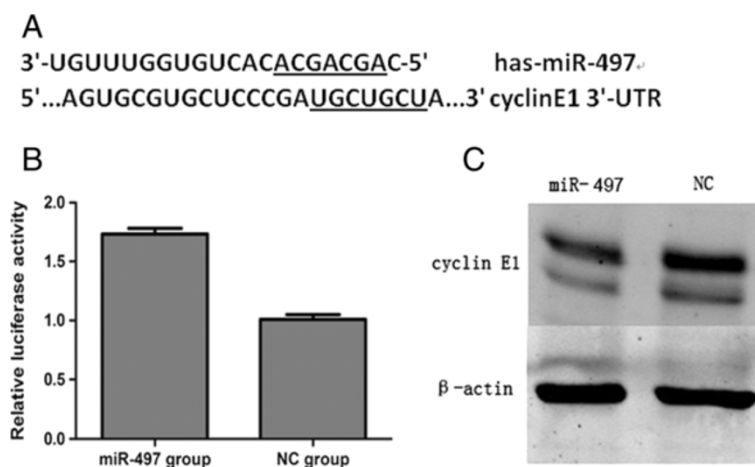 A
3'-UGUUUGGUGUCACACGACGAC-5' has-miR-497
5'...AGUGCGUGCUCCCGAUGCUGCUA...3' cyclinE1 3'-UTR
B
Relative luciferase activity
2.0
1.5
1.0
0.5
0.0
miR-497 group
NC group
C
miR-497 NC
cyclin E1
β-actin